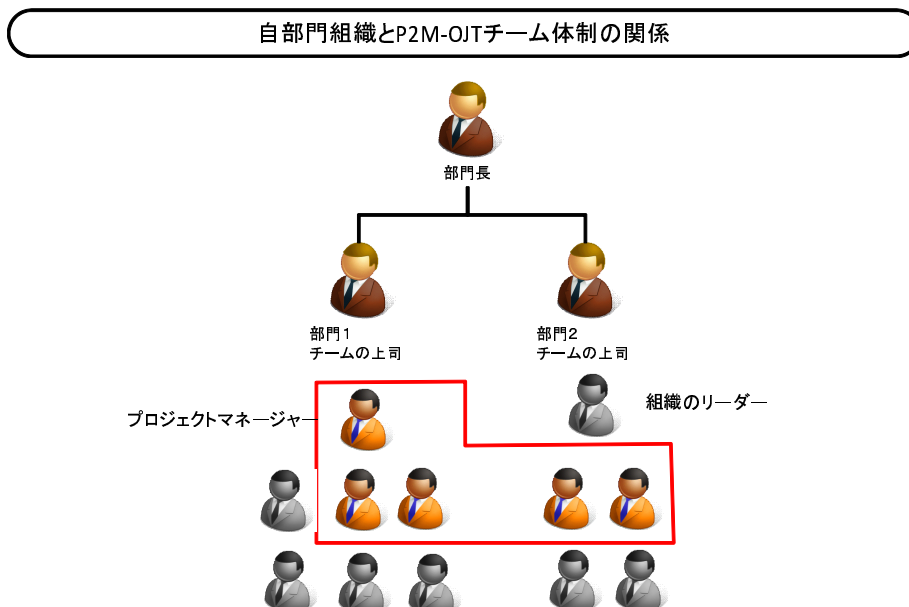 自部門組織とP2M-OJTチーム体制の関係
部門長
部門1
チームの上司
部門2
チームの上司
プロジェクトマネージャー
組織のリーダー